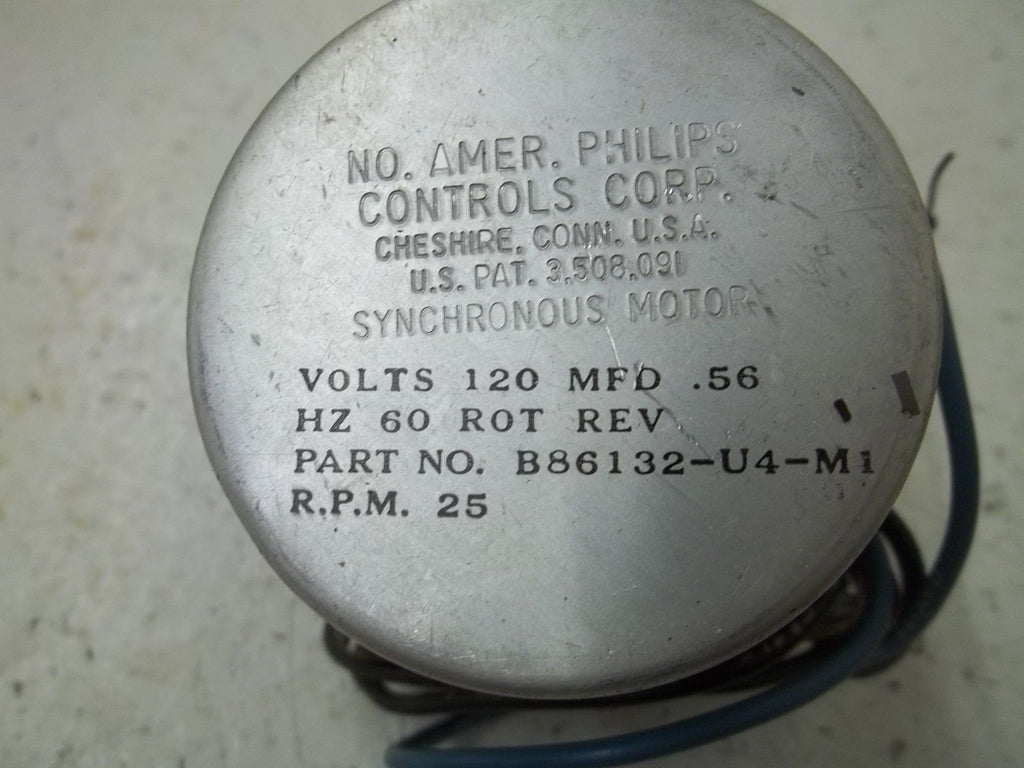 NO. AMER. PHILIPS
CONTROLS CORP.
CHESHIRE, CONN. U.S.A.
U.S. PAT. 3,508,091
SYNCHRONOUS MOTOR
VOLTS 120 MFD .56
HZ 60 ROT REV
PART NO. B86132-U4-M1
R.P.M. 25